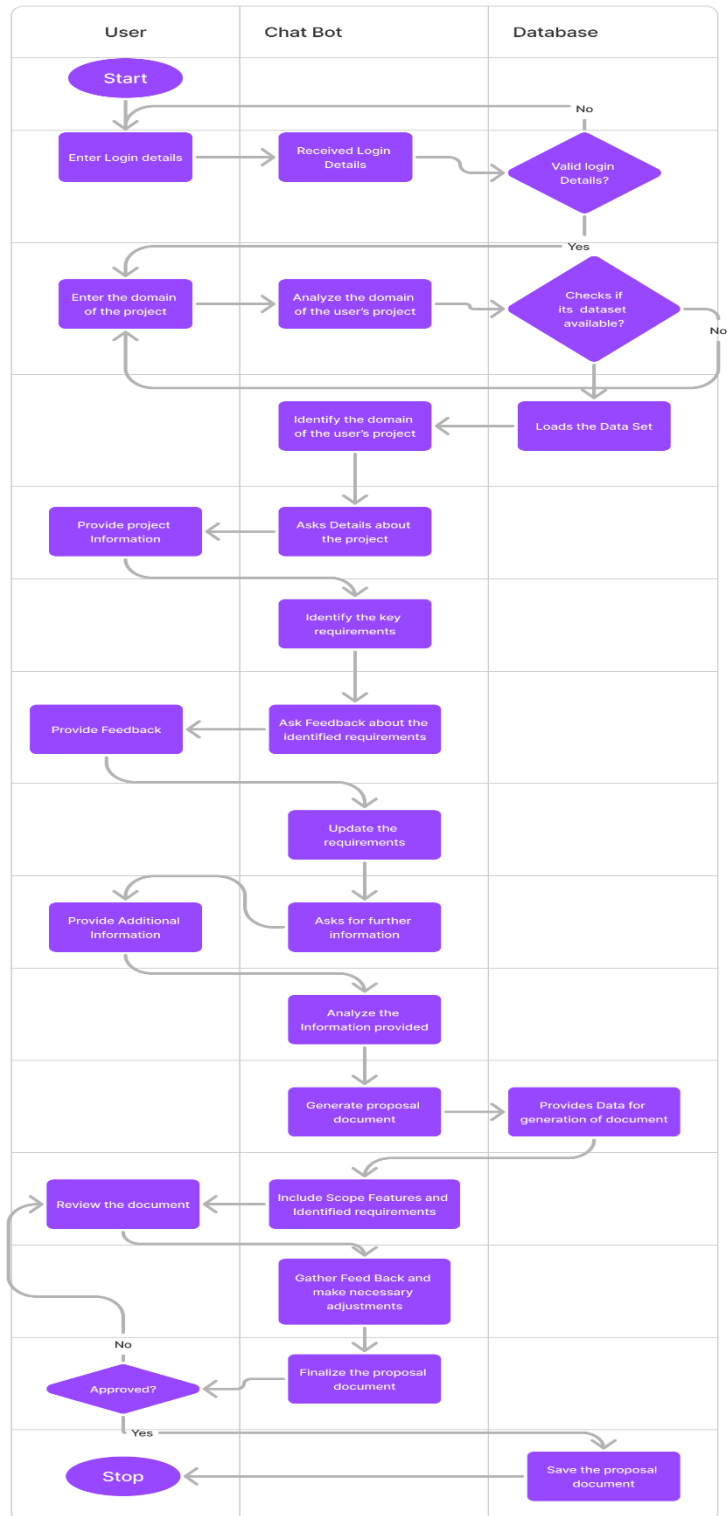 User
Chat Bot
Database
Start
No
Enter Login details
Received Login
Details
Valid login
Details?
Yes
Enter the domain
of the project
Analyze the domain
of the user's project
Checks if
its dataset
available?
No
Identify the domain
of the user's project
Loads the Data Set
Provide project
Information
Asks Details about
the project
Identify the key
requirements
Provide Feedback
Ask Feedback about the
identified requirements
Update the
requirements
Provide Additional
Information
Asks for further
information
Analyze the
Information provided
Generate proposal
document
Provides Data for
generation of document
Review the document
Include Scope Features and
Identified requirements
Gather Feed Back and
make necessary
adjustments
No
Approved?
Finalize the proposal
document
Yes
Stop
Save the proposal
document